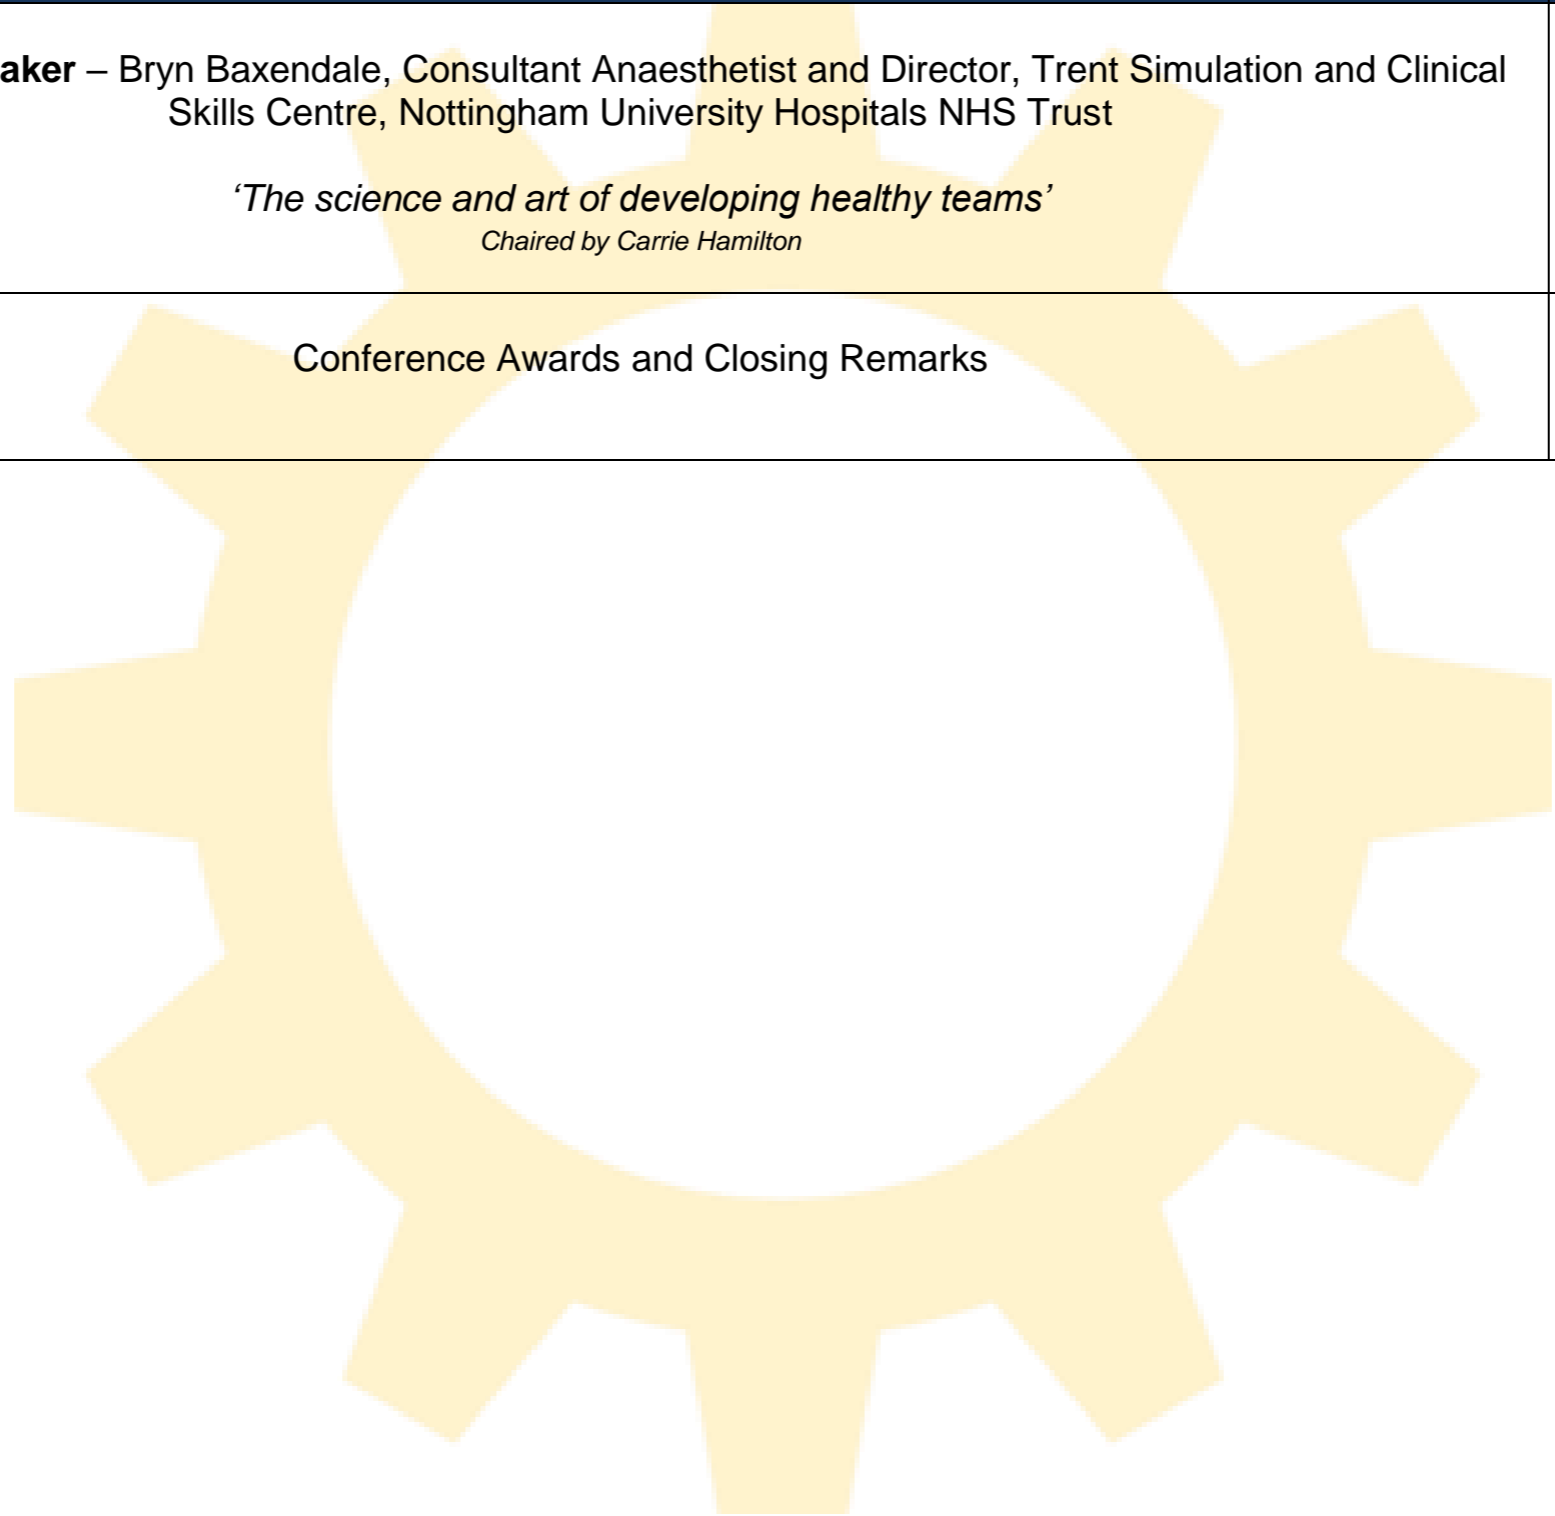 aker – Bryn Baxendale, Consultant Anaesthetist and Director, Trent Simulation and Clinical
Skills Centre, Nottingham University Hospitals NHS Trust
‘The science and art of developing healthy teams’
Chaired by Carrie Hamilton
Conference Awards and Closing Remarks